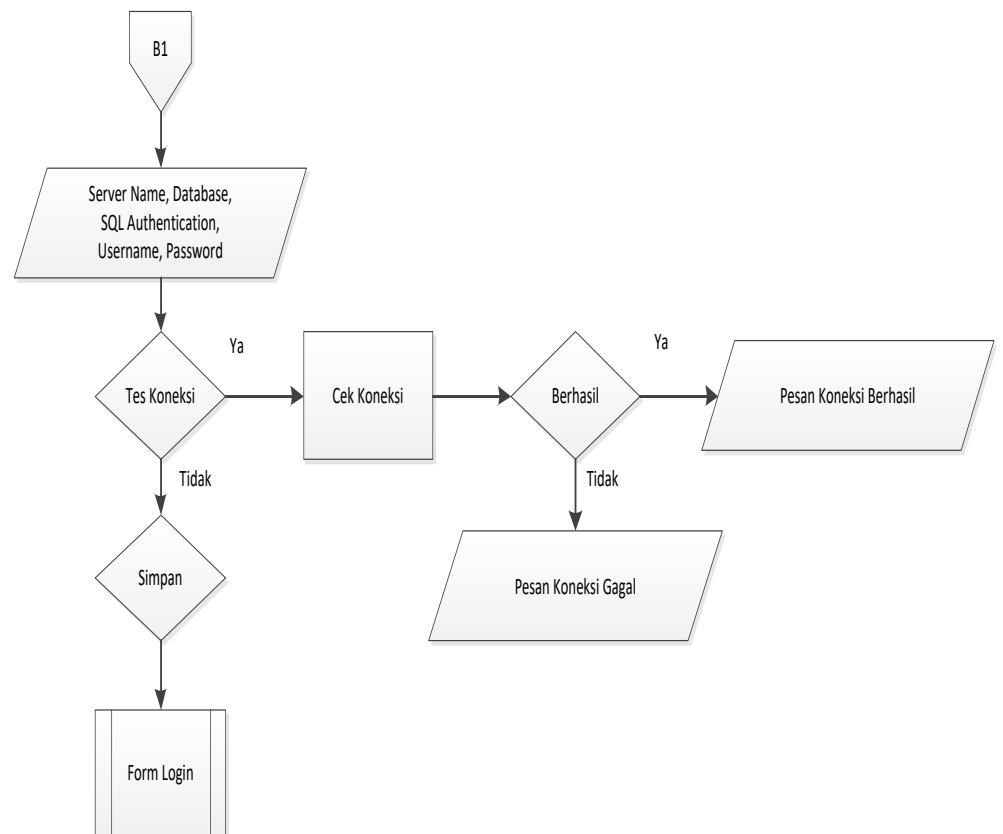 B1
Server Name, Database,
SQL Authentication,
Username, Password
Ya
Ya
Tes Koneksi
Cek Koneksi
Berhasil
Pesan Koneksi Berhasil
Tidak
Tidak
Simpan
Pesan Koneksi Gagal
Form Login